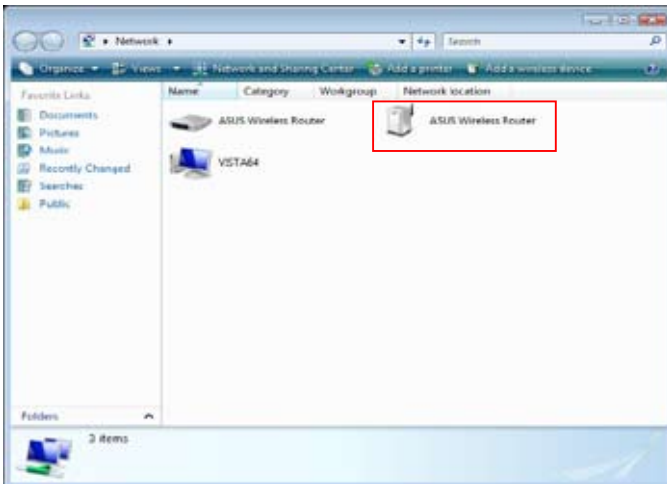 Network
Search
Organize Views Network and Sharing Center Add a printer Add a wireless device
Favorite Links
Documents
Pictures
Music
Recently Changed
Searches
Public
Folders
Name Category Workgroup Network location
ASUS Wireless Router ASUS Wireless Router
VISTA64
3 items